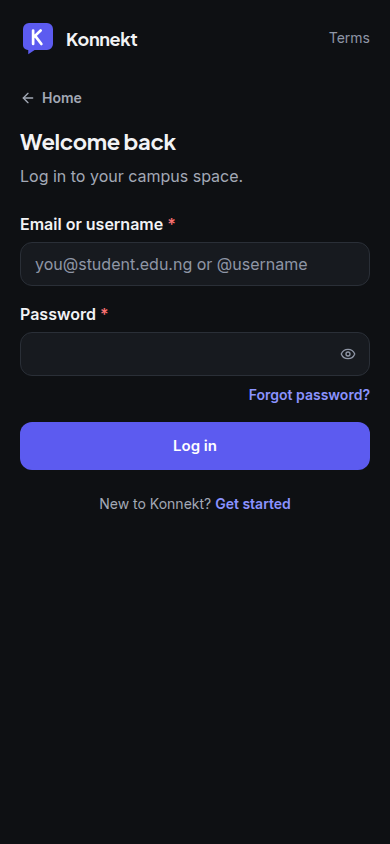 Konnekt
Terms
Home
Welcome back
Log in to your campus space.
Email or username *
you@student.edu.ng or @username
Password *
Forgot password?
Log in
New to Konnekt? Get started